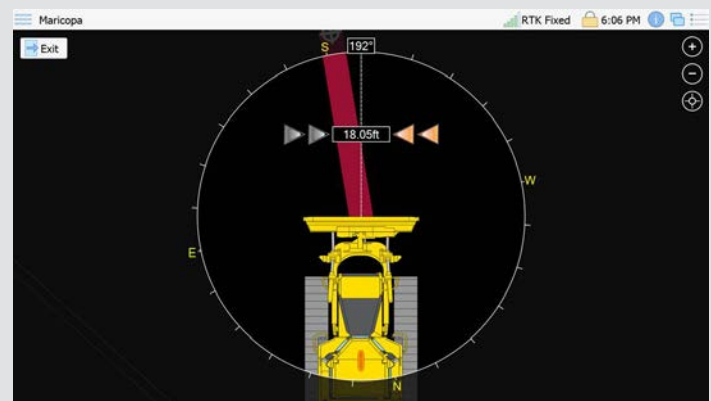 Maricopa RTK Fixed 6:06 PM
Exit
S 192°
18.05ft
W
E
N